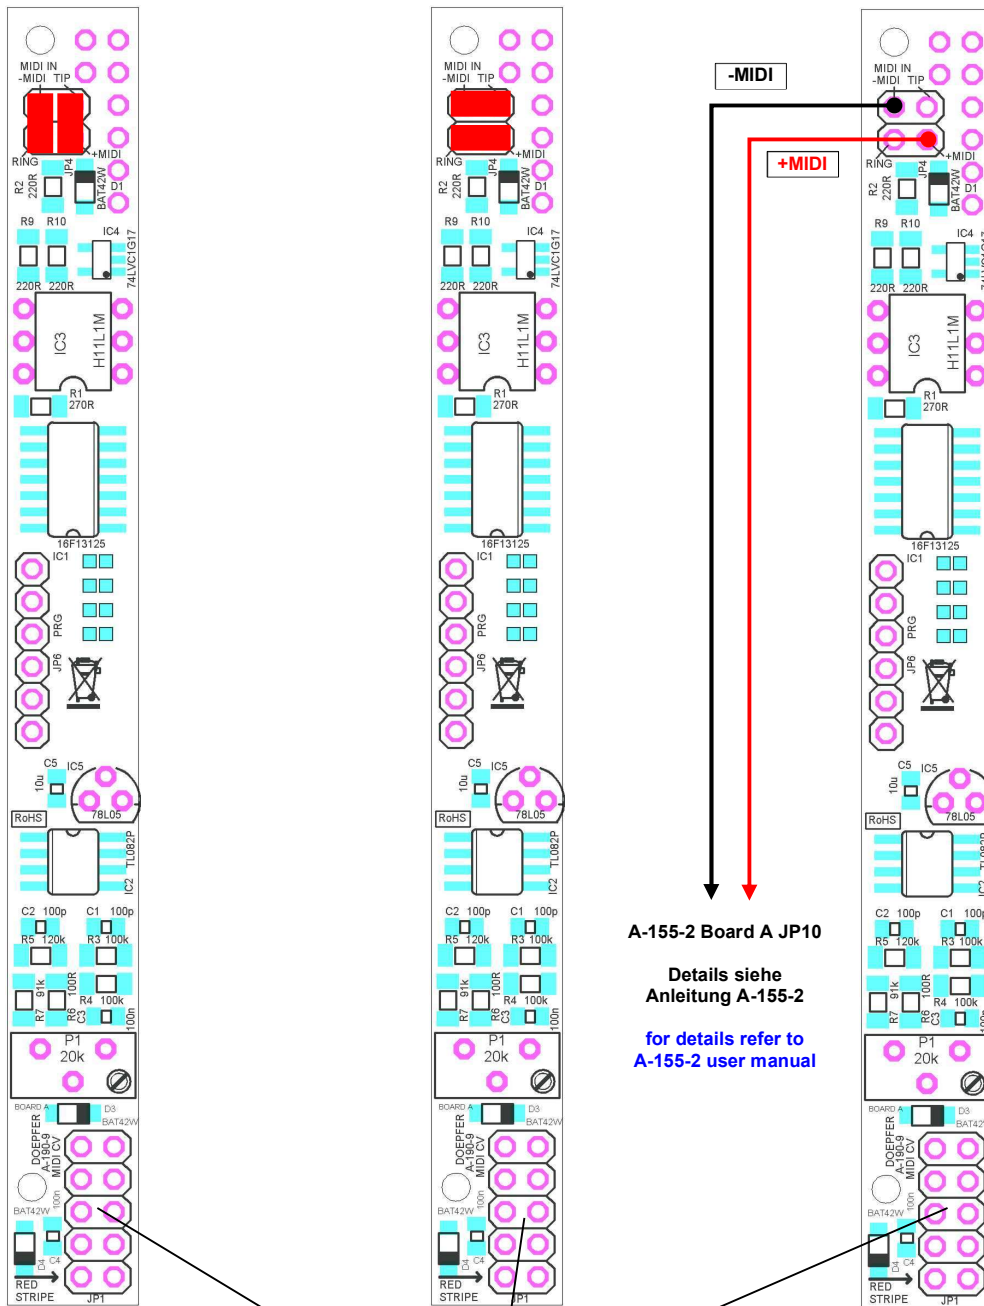 MIDI IN
-MIDI TIP
RING
+MIDI
JP4
R2
220R
BAT42W
D1
R9 R10
IC4
74LVC1G17
220R 220R
IC3
H11L1M
R1
270R
16F13125
IC1
PRG
JP6
C5
10u
IC5
78L05
RoHS
TL082P
IC2
C2 100p C1 100p
R5 120k R3 100k
91k
100R
R4 100k
R7
R6
C3
100n
P1
20k
BOARD A
D3
BAT42W
DOEPFER
A-190-9
MIDI CV
100n
BAT42W
D4
C4
RED
STRIPE
JP1
MIDI IN
-MIDI TIP
RING
+MIDI
JP4
R2
220R
BAT42W
D1
R9 R10
IC4
74LVC1G17
220R 220R
IC3
H11L1M
R1
270R
16F13125
IC1
PRG
JP6
C5
10u
IC5
78L05
RoHS
TL082P
IC2
C2 100p C1 100p
R5 120k R3 100k
91k
100R
R4 100k
R7
R6
C3
100n
P1
20k
BOARD A
D3
BAT42W
DOEPFER
A-190-9
MIDI CV
100n
BAT42W
D4
C4
RED
STRIPE
JP1
-MIDI
+MIDI
A-155-2 Board A JP10
Details siehe
Anleitung A-155-2
for details refer to
A-155-2 user manual
MIDI IN
-MIDI TIP
RING
+MIDI
JP4
R2
220R
BAT42W
D1
R9 R10
IC4
74LVC1G17
220R 220R
IC3
H11L1M
R1
270R
16F13125
IC1
PRG
JP6
C5
10u
IC5
78L05
RoHS
TL082P
IC2
C2 100p C1 100p
R5 120k R3 100k
91k
100R
R4 100k
R7
R6
C3
100n
P1
20k
BOARD A
D3
BAT42W
DOEPFER
A-190-9
MIDI CV
100n
BAT42W
D4
C4
RED
STRIPE
JP1